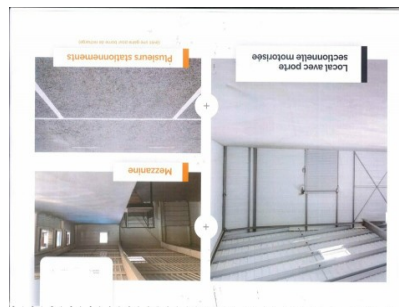 Local avec porte
sectionnelle motorisée
Mezzanine
Plusieurs stationnements